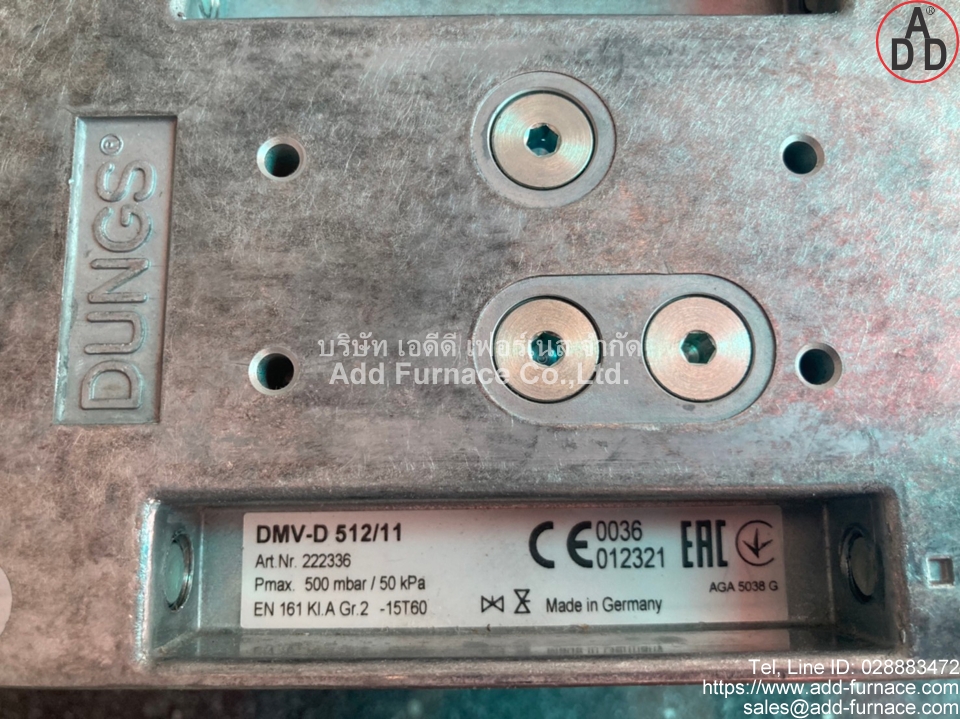 ADD®
DUNGS®
บริษัท เอดีดี เฟอร์เนส จำกัด
Add Furnace Co.,Ltd.
DMV-D 512/11
Art.Nr. 222336
Pmax. 500 mbar / 50 kPa
EN 161 Kl.A Gr.2 -15T60
CE 0036
012321
EAC
AGA 5038 G
Made in Germany
Tel, Line ID: 028883472
https://www.add-furnace.com
sales@add-furnace.com